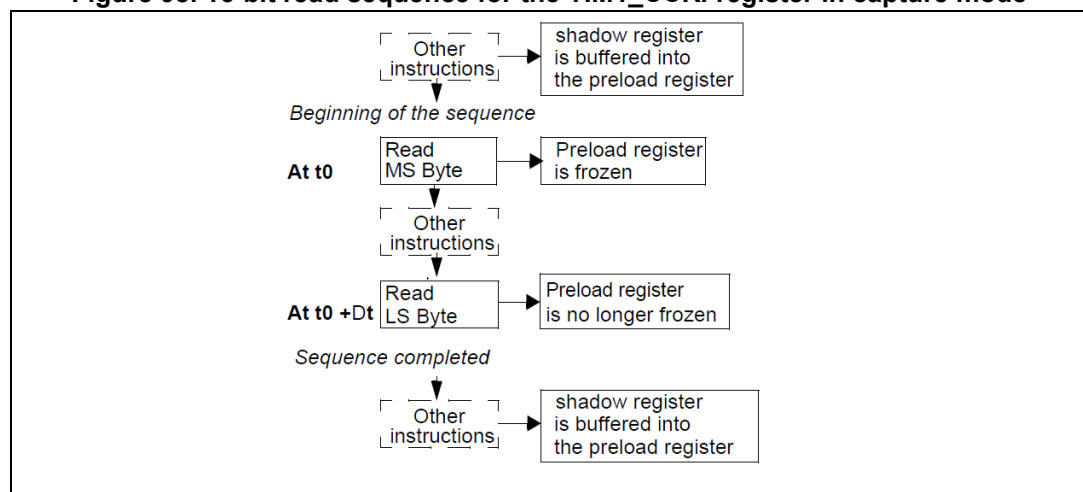 Other
instructions
shadow register
is buffered into
the preload register
Beginning of the sequence
At t0
Read
MS Byte
Preload register
is frozen
Other
instructions
At t0 +Dt
Read
LS Byte
Preload register
is no longer frozen
Sequence completed
Other
instructions
shadow register
is buffered into
the preload register